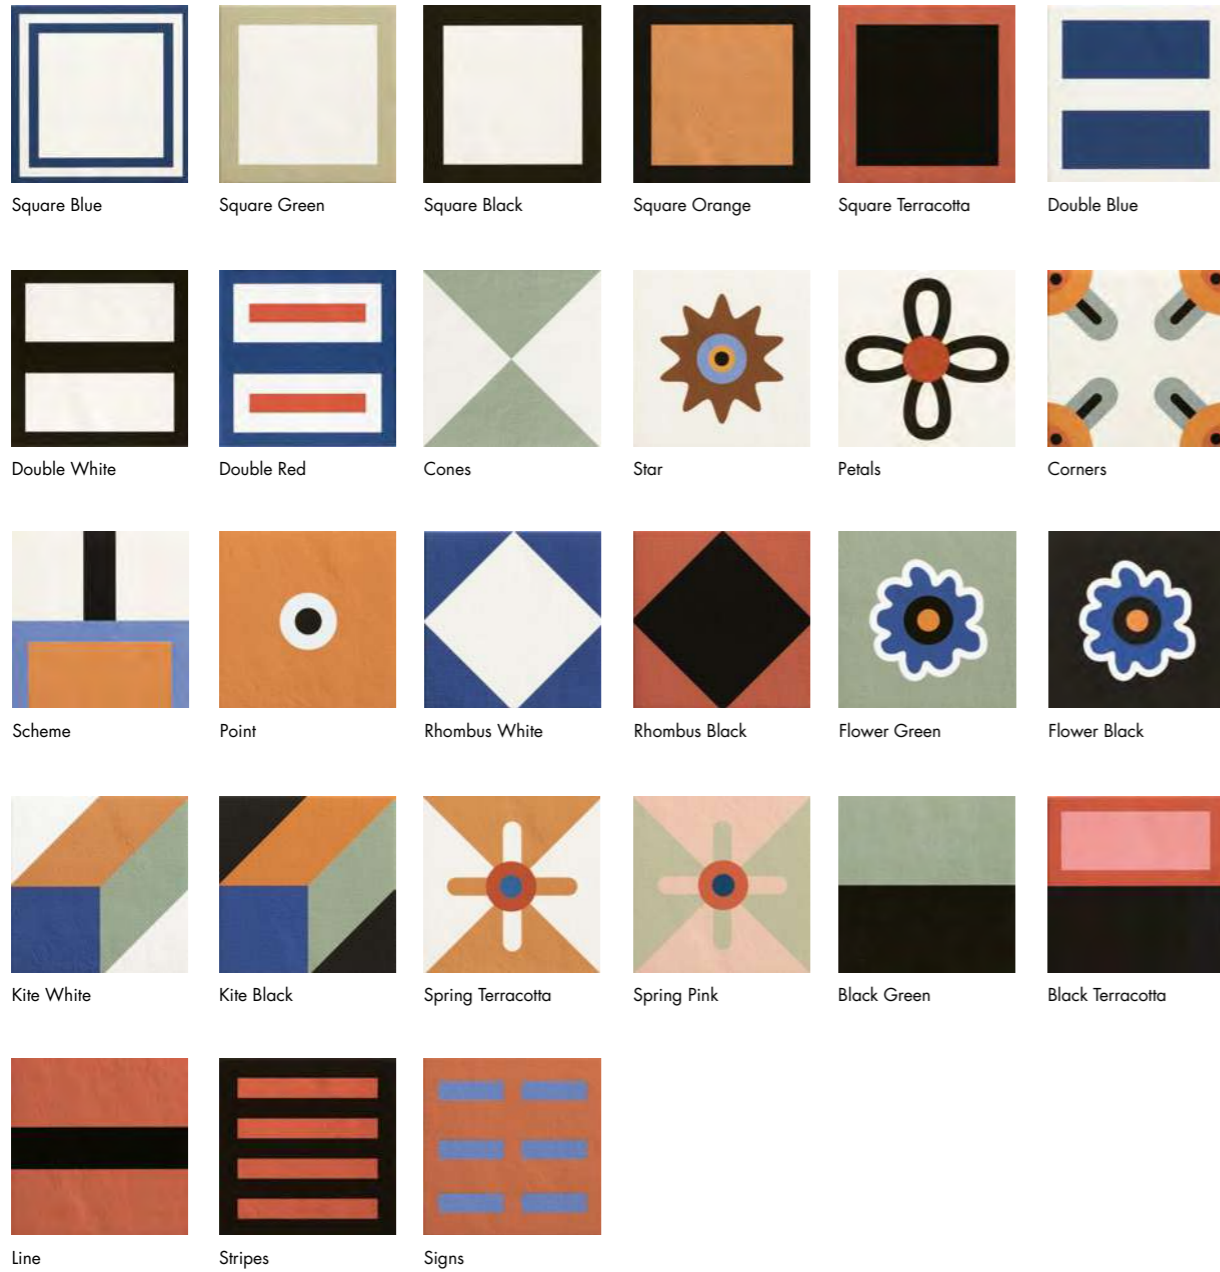 Square Blue
Square Green
Square Black
Square Orange
Square Terracotta
Double Blue
Double White
Double Red
Cones
Star
Petals
Corners
Scheme
Point
Rhombus White
Rhombus Black
Flower Green
Flower Black
Kite White
Kite Black
Spring Terracotta
Spring Pink
Black Green
Black Terracotta
Line
Stripes
Signs